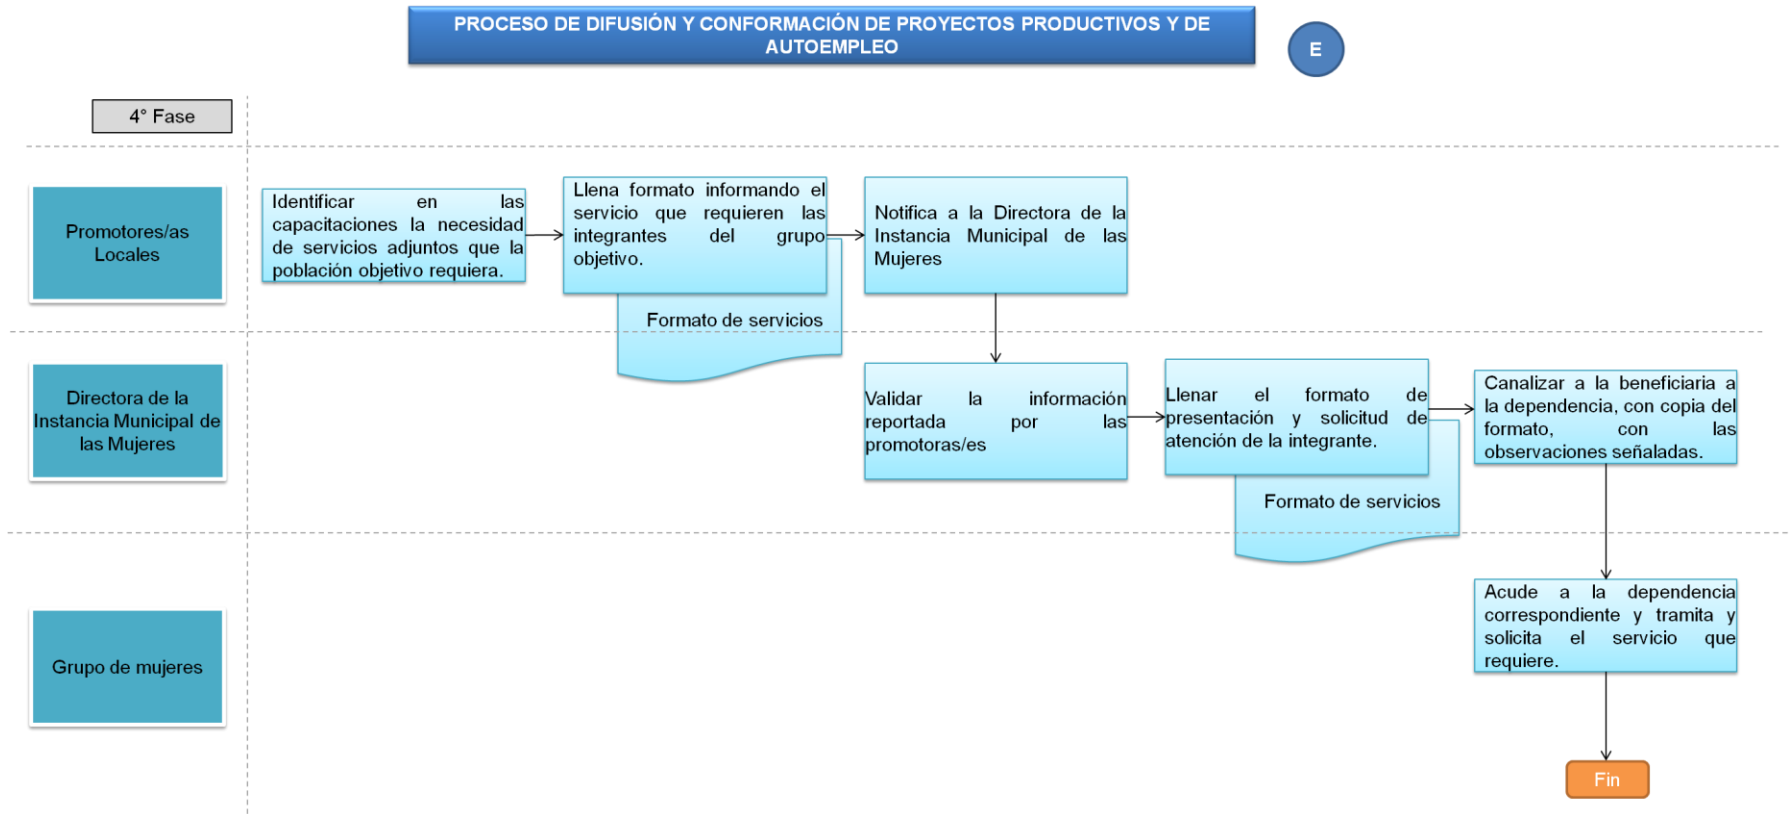 PROCESO DE DIFUSIÓN Y CONFORMACIÓN DE PROYECTOS PRODUCTIVOS Y DE
AUTOEMPLEO
E
4° Fase
Promotores/as
Locales
Identificar en las
capacitaciones la necesidad
de servicios adjuntos que la
población objetivo requiera.
Llena formato informando el
servicio que requieren las
integrantes del grupo
objetivo.
Formato de servicios
Notifica a la Directora de la
Instancia Municipal de las
Mujeres
Directora de la
Instancia Municipal de
las Mujeres
Validar la información
reportada por las
promotoras/es
Llenar el formato de
presentación y solicitud de
atención de la integrante.
Formato de servicios
Canalizar a la beneficiaria a
la dependencia, con copia del
formato, con las
observaciones señaladas.
Grupo de mujeres
Acude a la dependencia
correspondiente y tramita y
solicita el servicio que
requiere.
Fin